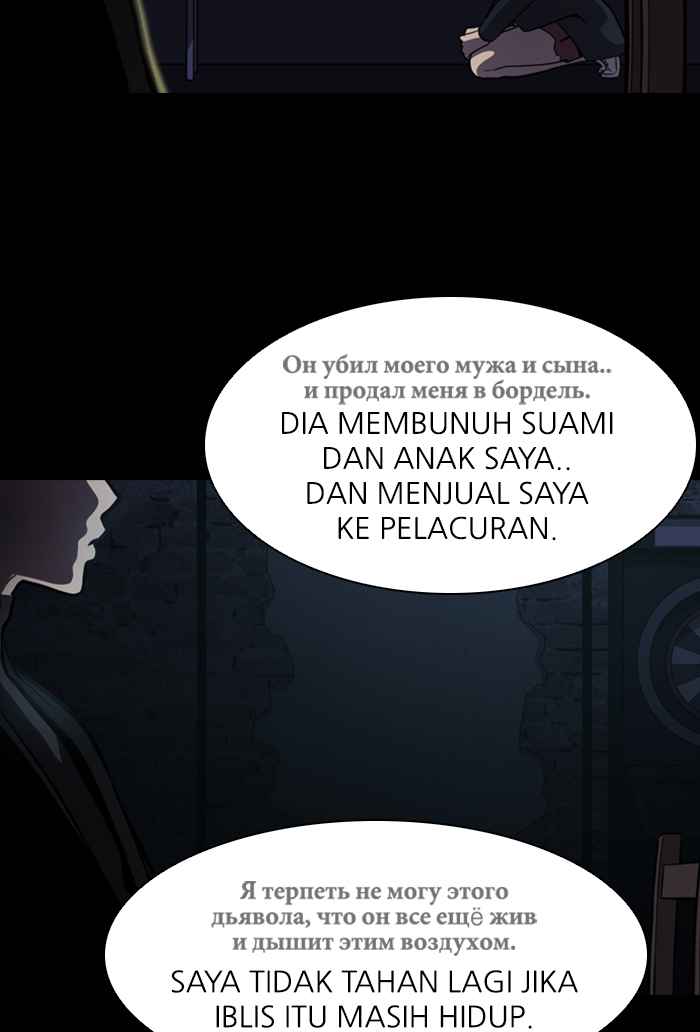 Он убил моего мужа и сына..
и продал меня в бордель.
DIA MEMBUNUH SUAMI
DAN ANAK SAYA..
DAN MENJUAL SAYA
KE PELACURAN.
Я терпеть не могу этого
дьявола, что он все ещё жив
и дышит этим воздухом.
SAYA TIDAK TAHAN LAGI JIKA
IBLIS ITU MASIH HIDUP.